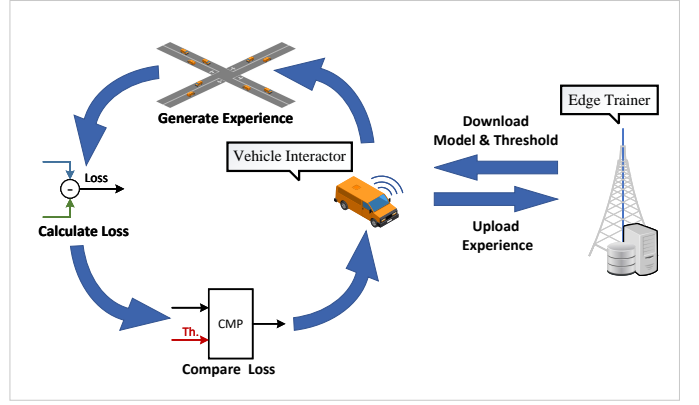 Generate Experience
Edge Trainer
Download
Model & Threshold
Vehicle Interactor
-
Loss
Calculate Loss
Upload
Experience
CMP
Th.
Compare Loss